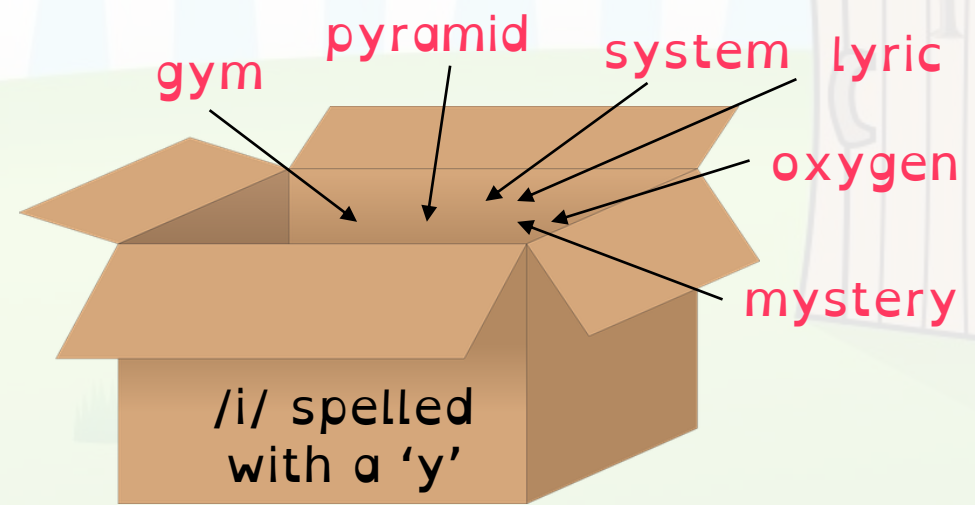 gym
pyramid
system
lyric
oxygen
mystery
/i/ spelled
with a ‘y’